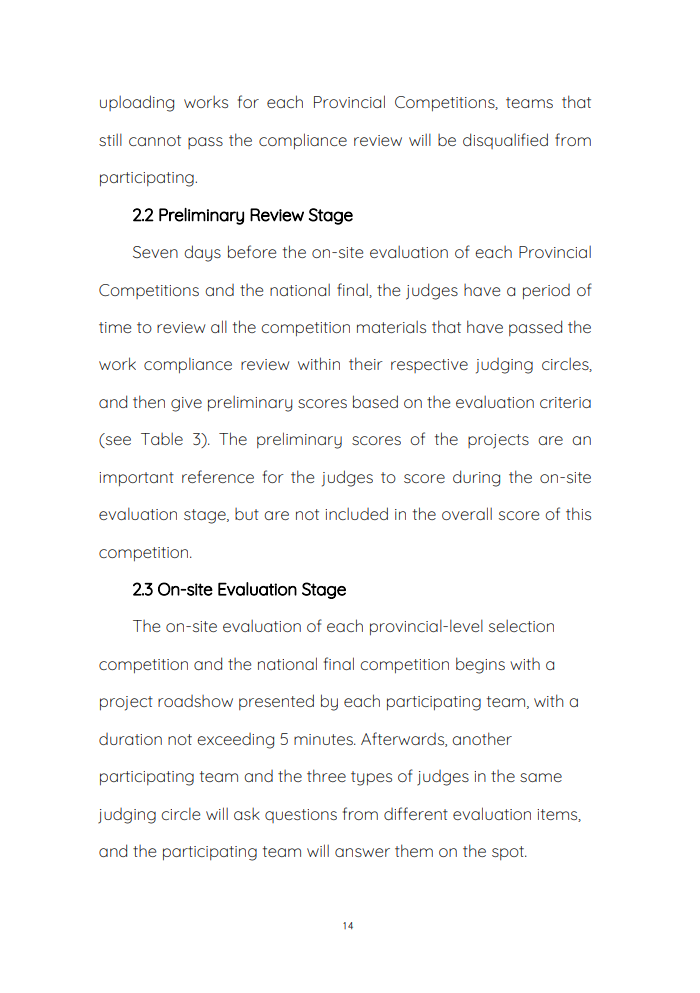 uploading works for each Provincial Competitions, teams that
still cannot pass the compliance review will be disqualified from
participating.
2.2 Preliminary Review Stage
Seven days before the on-site evaluation of each Provincial
Competitions and the national final, the judges have a period of
time to review all the competition materials that have passed the
work compliance review within their respective judging circles,
and then give preliminary scores based on the evaluation criteria
(see Table 3). The preliminary scores of the projects are an
important reference for the judges to score during the on-site
evaluation stage, but are not included in the overall score of this
competition.
2.3 On-site Evaluation Stage
The on-site evaluation of each provincial-level selection
competition and the national final competition begins with a
project roadshow presented by each participating team, with a
duration not exceeding 5 minutes. Afterwards, another
participating team and the three types of judges in the same
judging circle will ask questions from different evaluation items,
and the participating team will answer them on the spot.
14